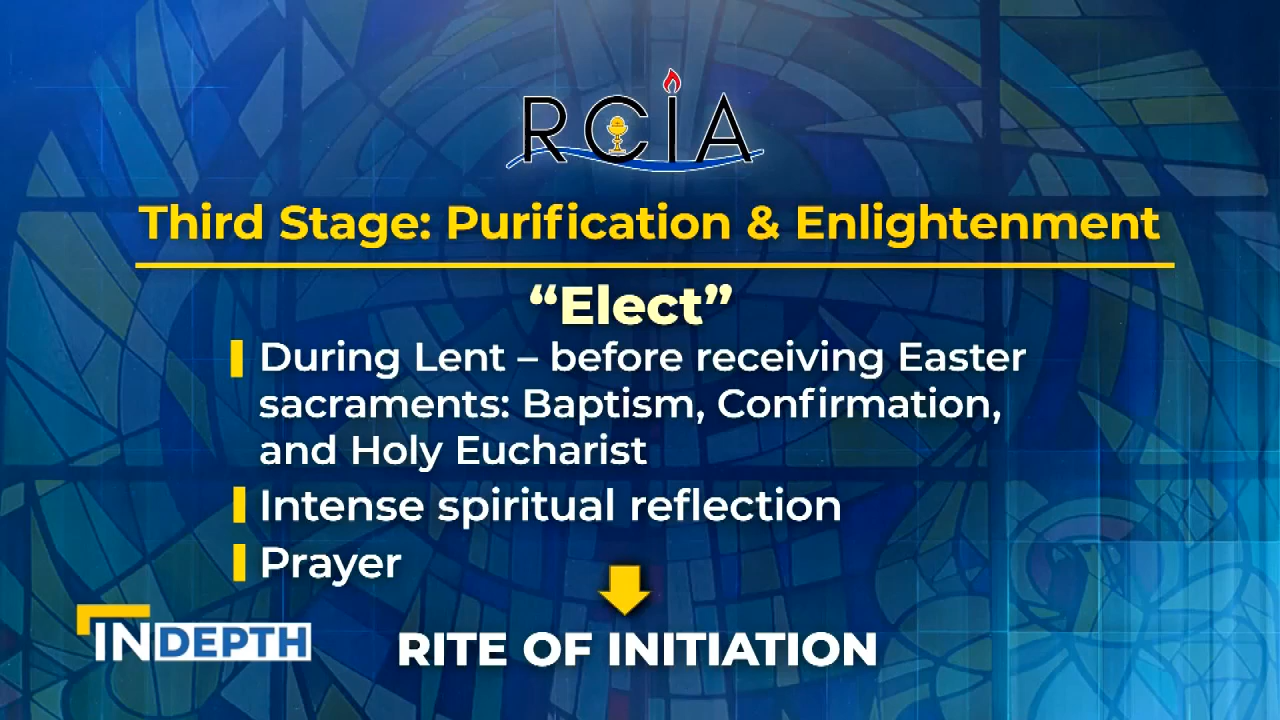 RCIA
Third Stage: Purification & Enlightenment
“Elect”
During Lent – before receiving Easter
sacraments: Baptism, Confirmation,
and Holy Eucharist
Intense spiritual reflection
Prayer
RITE OF INITIATION
INDEPTH